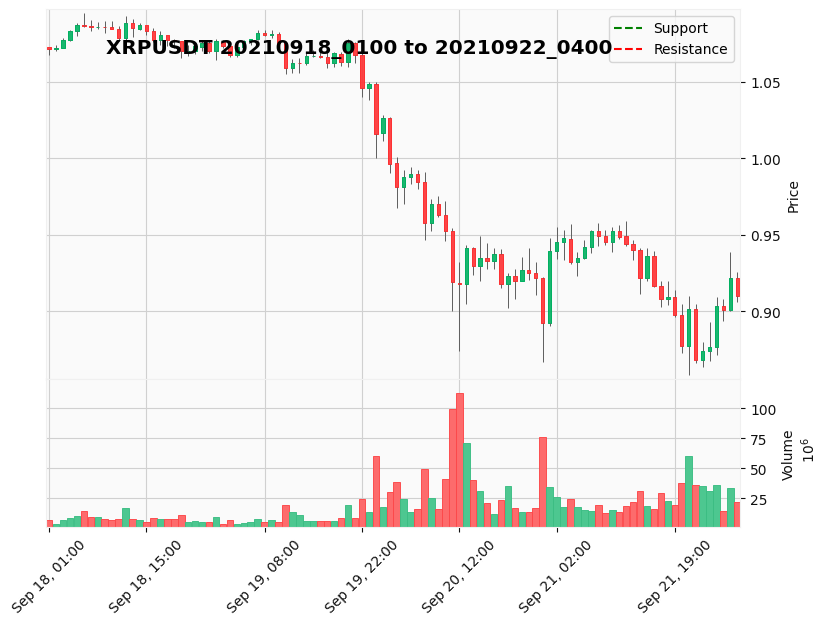 XRPUSDT 20210918_0100 to 20210922_0400
Support
Resistance
1.05
1.00
0.95
0.90
Price
100
75
50
25
Volume
10^6
Sep 18, 01:00
Sep 18, 15:00
Sep 19, 08:00
Sep 19, 22:00
Sep 20, 12:00
Sep 21, 02:00
Sep 21, 19:00